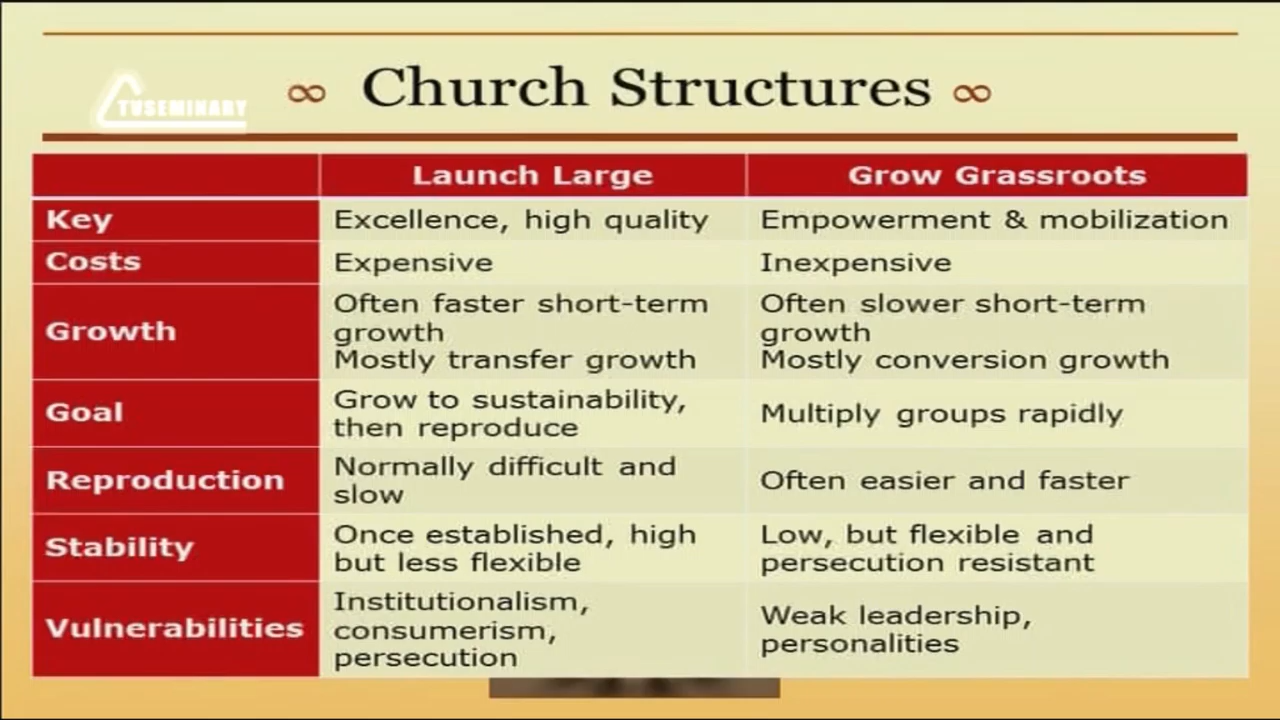 TVSEMINARY
∞ Church Structures ∞
Launch Large Grow Grassroots
Key Excellence, high quality Empowerment & mobilization
Costs Expensive Inexpensive
Growth
Often faster short-term
growth
Mostly transfer growth
Often slower short-term
growth
Mostly conversion growth
Goal
Grow to sustainability,
then reproduce
Multiply groups rapidly
Reproduction
Normally difficult and
slow
Often easier and faster
Stability
Once established, high
but less flexible
Low, but flexible and
persecution resistant
Vulnerabilities
Institutionalism,
consumerism,
persecution
Weak leadership,
personalities